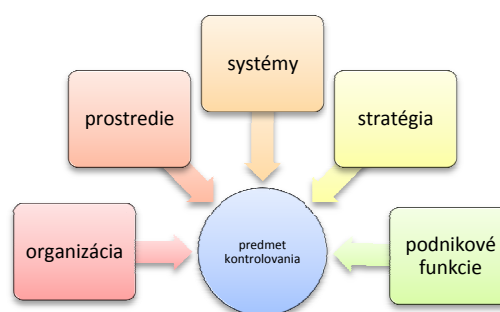 systémy
prostredie
stratégia
organizácia
predmet
kontrolovania
podnikové
funkcie